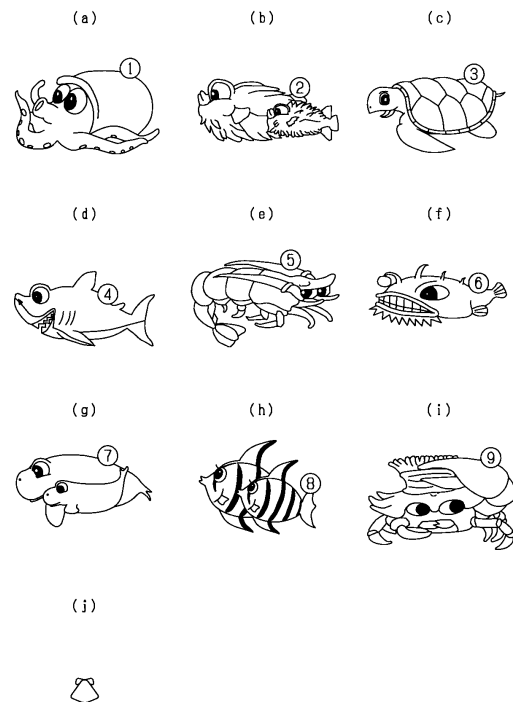 (a) (b) (c)
① ② ③
(d) (e) (f)
④ ⑤ ⑥
(g) (h) (i)
⑦ ⑧ ⑨
(j)